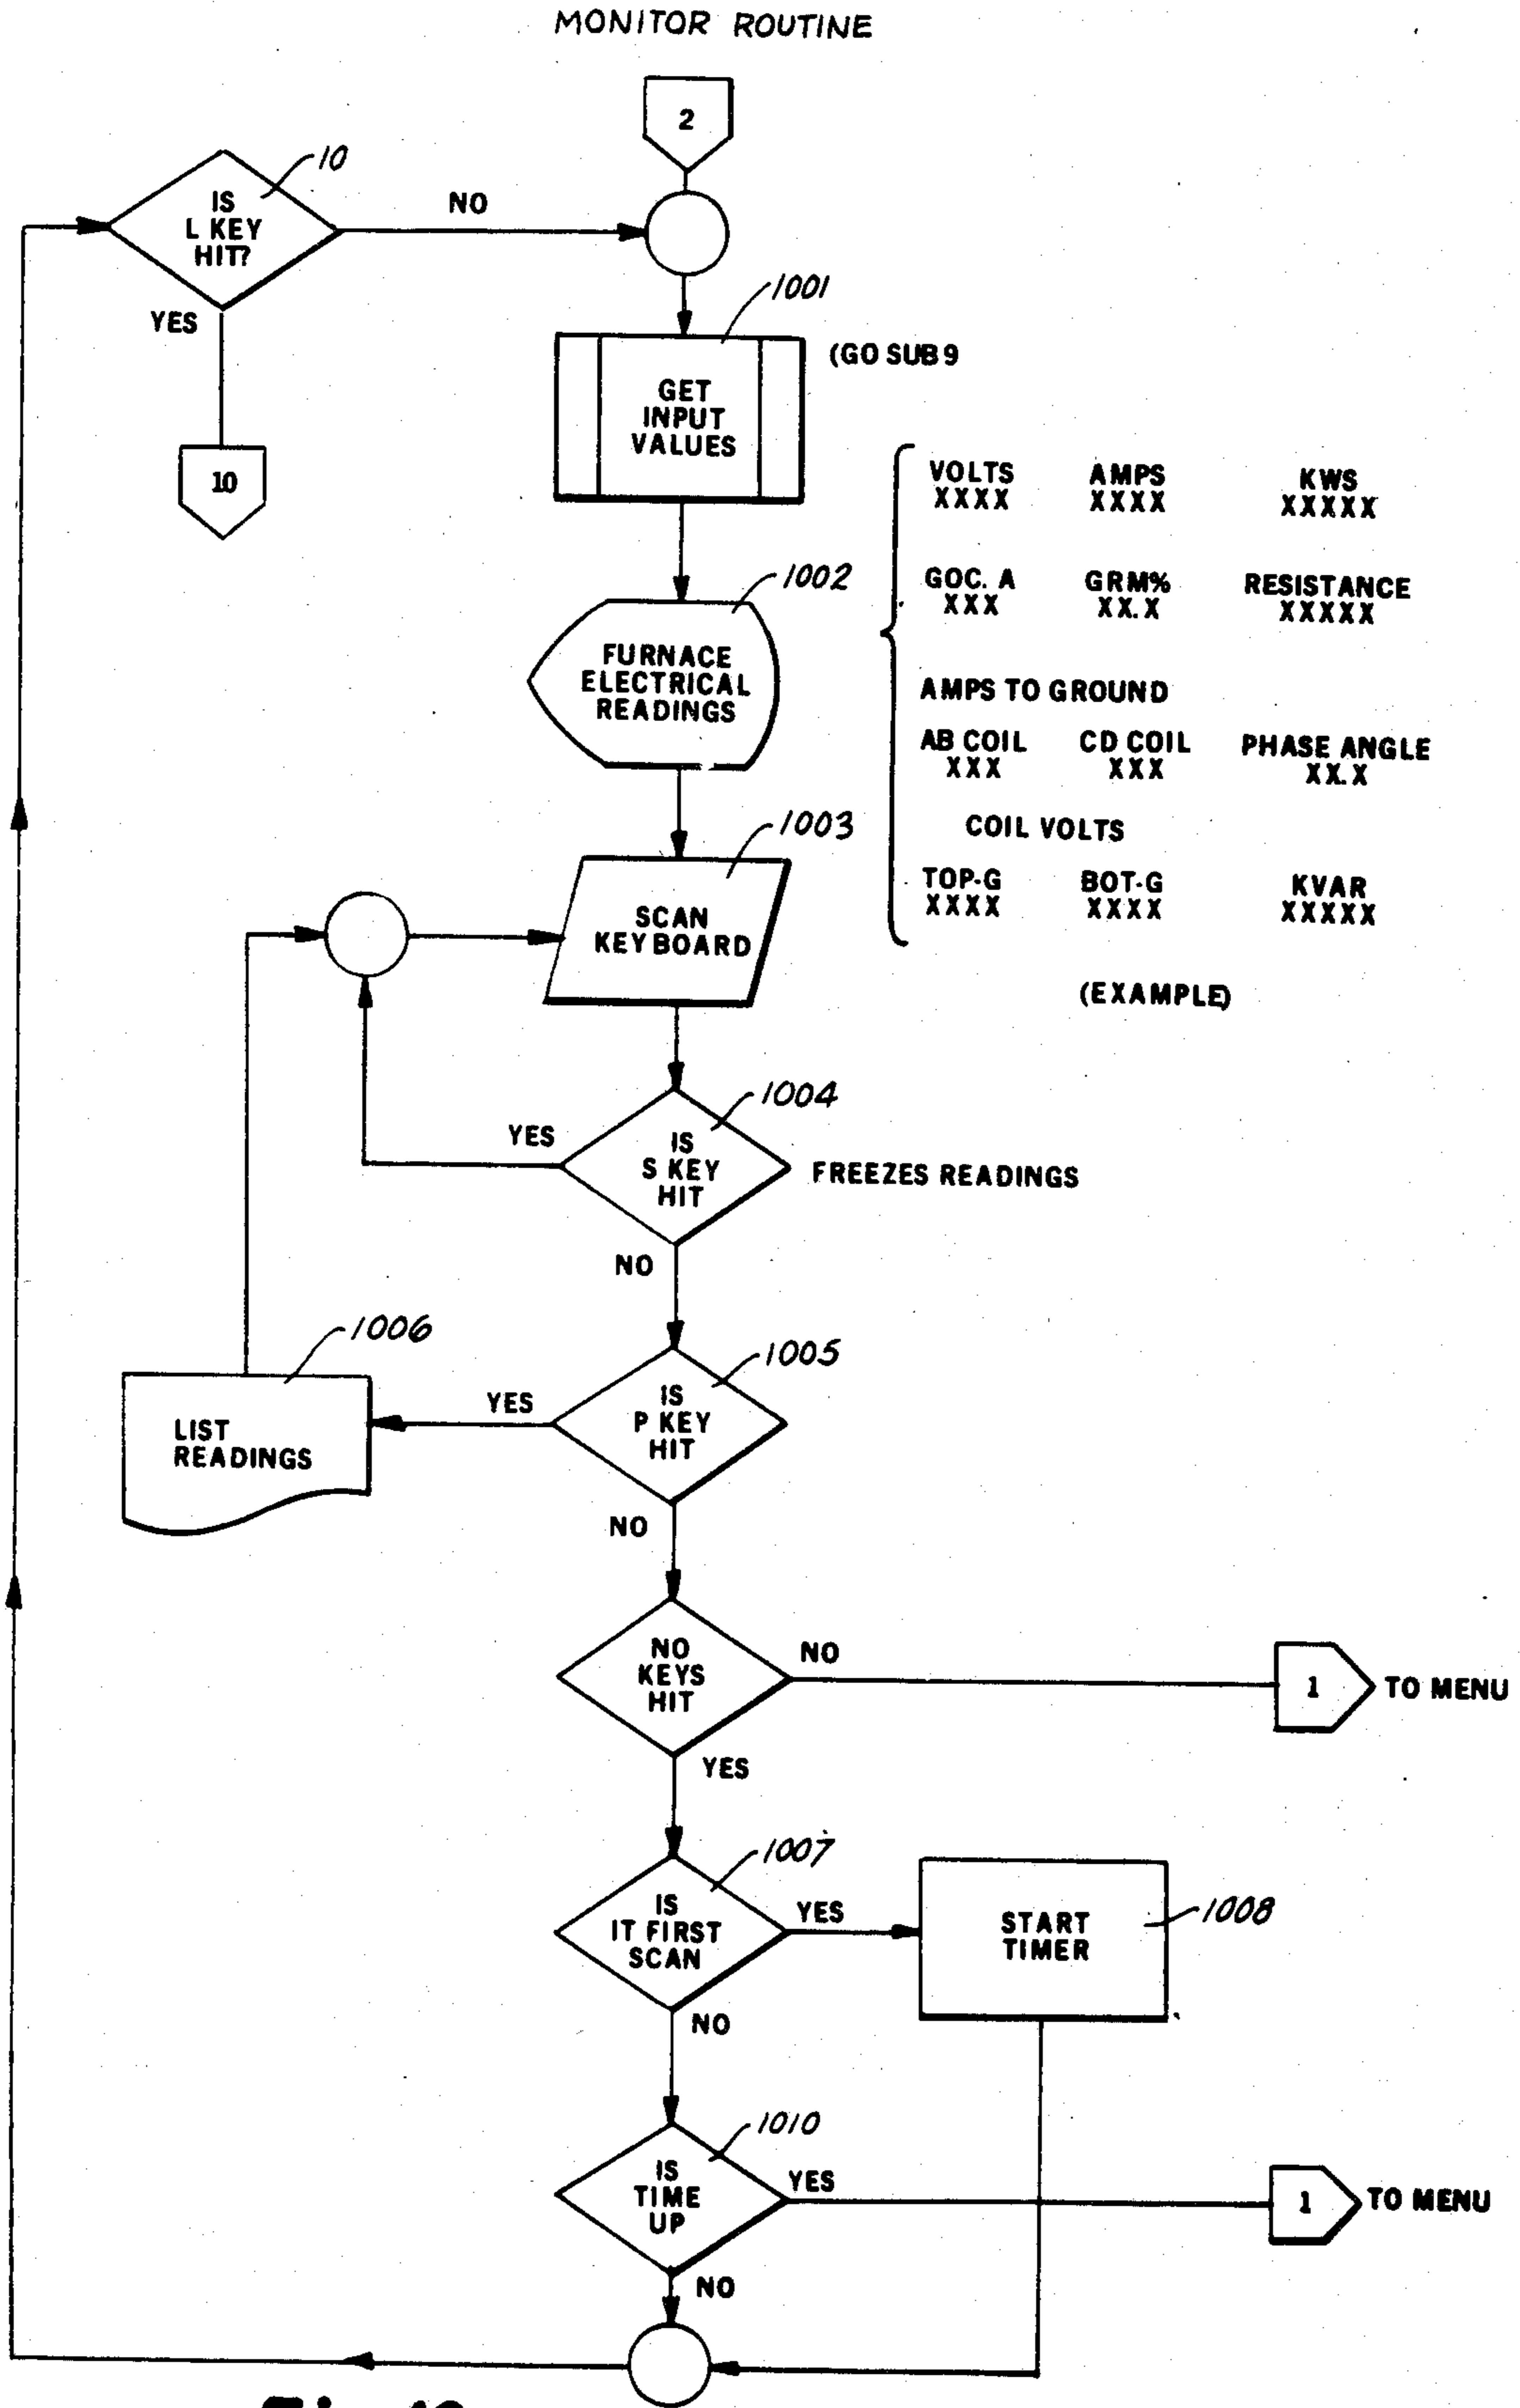 MONITOR ROUTINE
2
10
IS
L KEY
HIT?
NO
YES
10
1001
GET
INPUT
VALUES
(GO SUB 9
1002
FURNACE
ELECTRICAL
READINGS
VOLTS AMPS KWS
XXXX XXXX XXXXX
GOC. A GRM% RESISTANCE
XXX XX.X XXXXX
AMPS TO GROUND
AB COIL CD COIL PHASE ANGLE
XXX XXX XX.X
COIL VOLTS
TOP-G BOT-G KVAR
XXXX XXXX XXXXX
(EXAMPLE)
1003
SCAN
KEYBOARD
1004
IS
S KEY
HIT
YES
FREEZES READINGS
NO
1005
IS
P KEY
HIT
YES
1006
LIST
READINGS
NO
NO
KEYS
HIT
NO
1
TO MENU
YES
1007
IS
IT FIRST
SCAN
YES
START
TIMER
1008
NO
1010
IS
TIME
UP
YES
1
TO MENU
NO